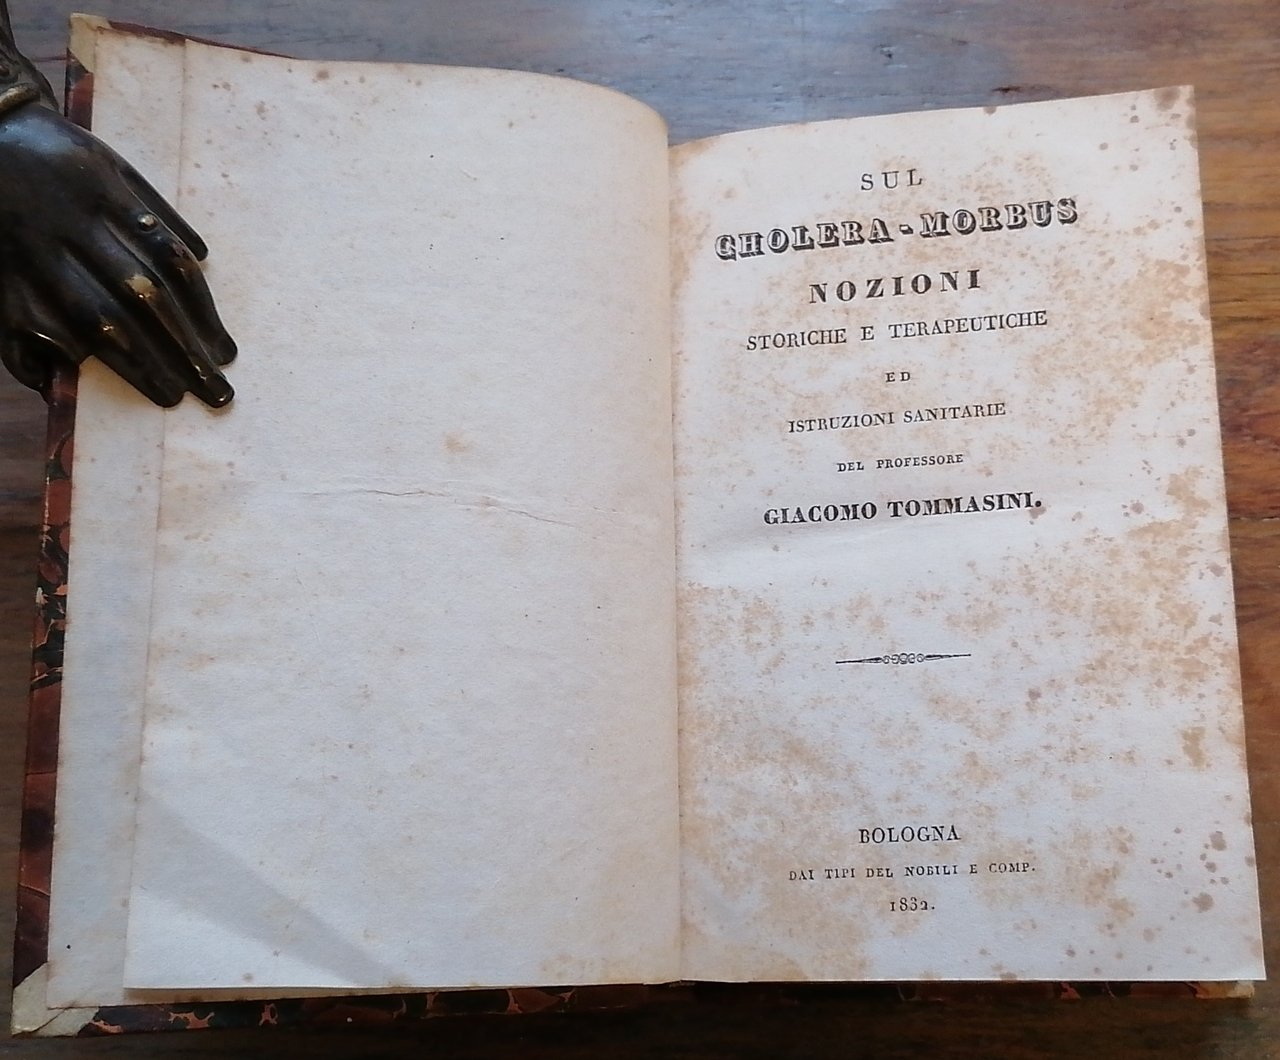 SUL
CHOLERA-MORBUS
NOZIONI
STORICHE E TERAPEUTICHE
ED
ISTRUZIONI SANITARIE
DEL PROFESSORE
GIACOMO TOMMASINI.
BOLOGNA
DAI TIPI DEL NOBILI E COMP.
1832.